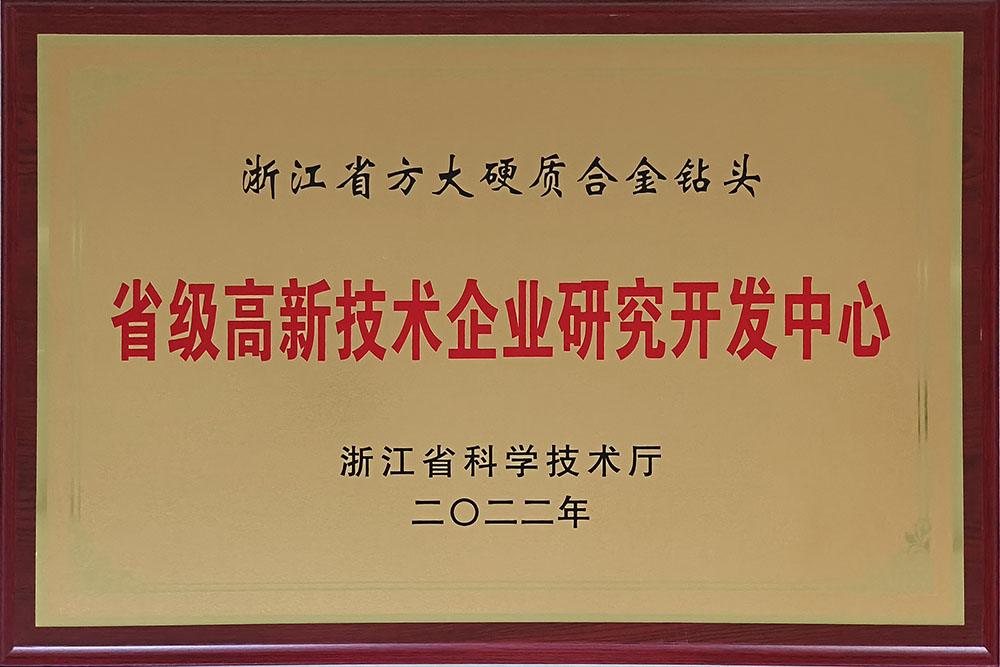 浙江省方大硬质合金钻头
省级高新技术企业研究开发中心
浙江省科学技术厅
二〇二二年